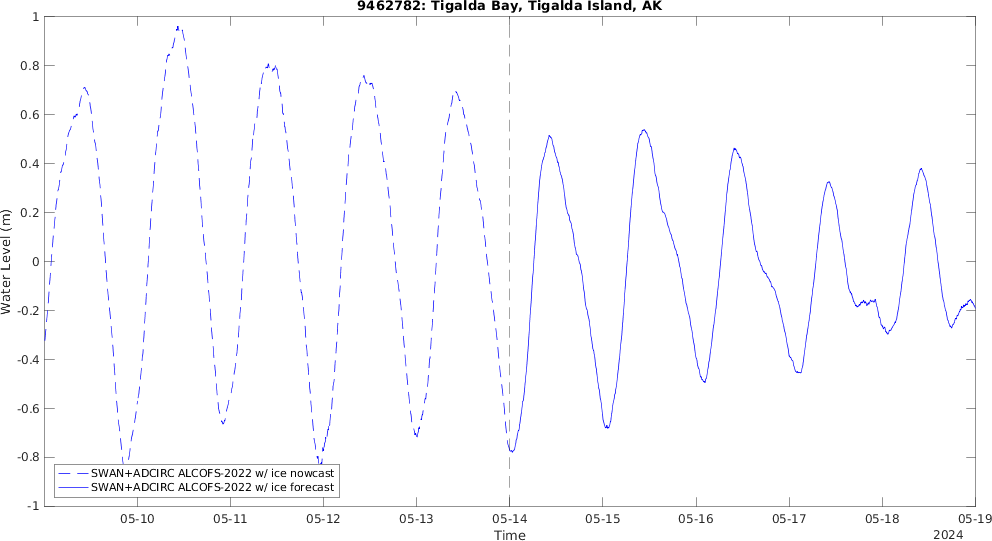 9462782: Tigalda Bay, Tigalda Island, AK
Water Level (m)
1
0.8
0.6
0.4
0.2
0
-0.2
-0.4
-0.6
-0.8
-1
SWAN+ADCIRC ALCOFS-2022 w/ ice nowcast
SWAN+ADCIRC ALCOFS-2022 w/ ice forecast
05-10 05-11 05-12 05-13 05-14 05-15 05-16 05-17 05-18 05-19
Time
2024